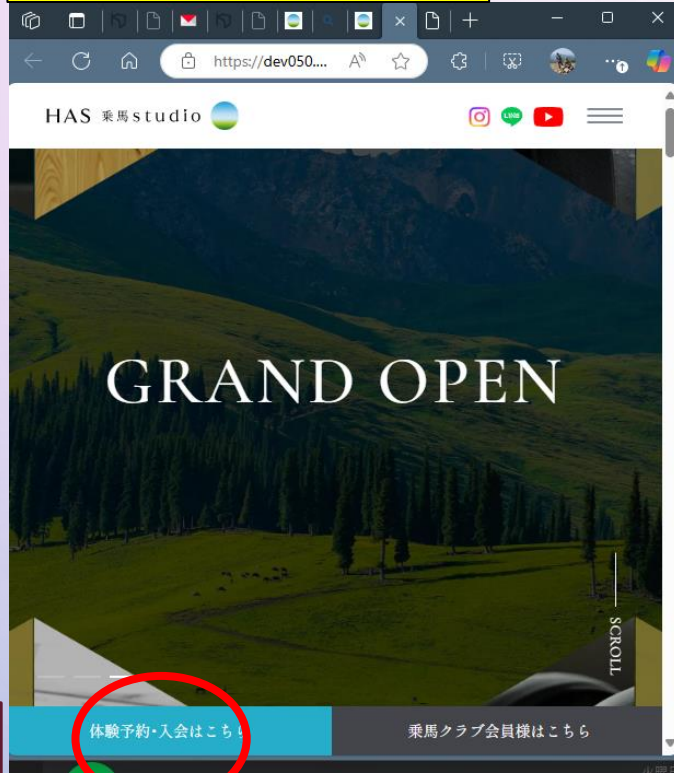 https://dev050....
HAS 乗馬studio
LINE
GRAND OPEN
SCROLL
体験予約・入会はこちら
乗馬クラブ会員様はこちら